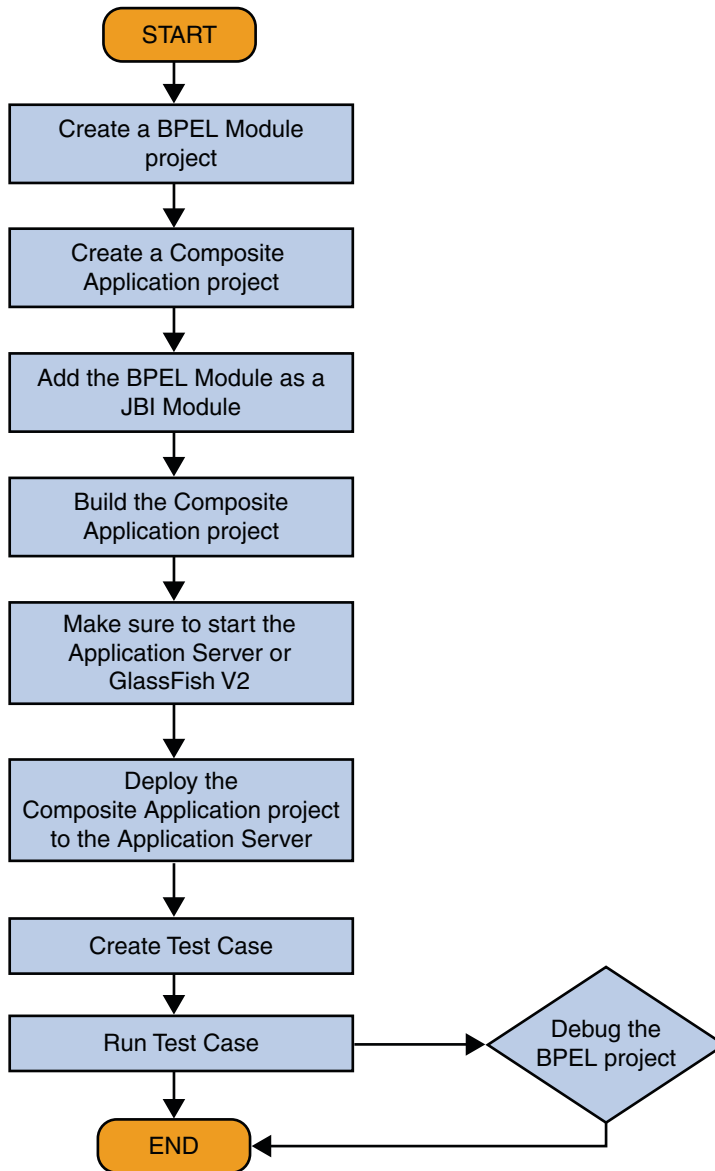 START
Create a BPEL Module
project
Create a Composite
Application project
Add the BPEL Module as a
JBI Module
Build the Composite
Application project
Make sure to start the
Application Server or
GlassFish V2
Deploy the
Composite Application project
to the Application Server
Create Test Case
Run Test Case
Debug the
BPEL project
END